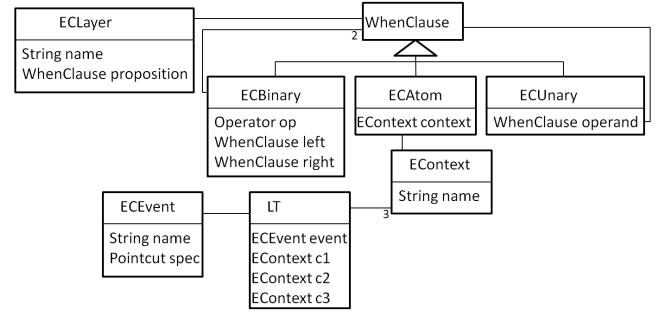 ECLayer
String name
WhenClause proposition
WhenClause
2
ECBinary
Operator op
WhenClause left
WhenClause right
ECAtom
EContext context
ECUnary
WhenClause operand
EContext
String name
3
ECEvent
String name
Pointcut spec
LT
ECEvent event
EContext c1
EContext c2
EContext c3